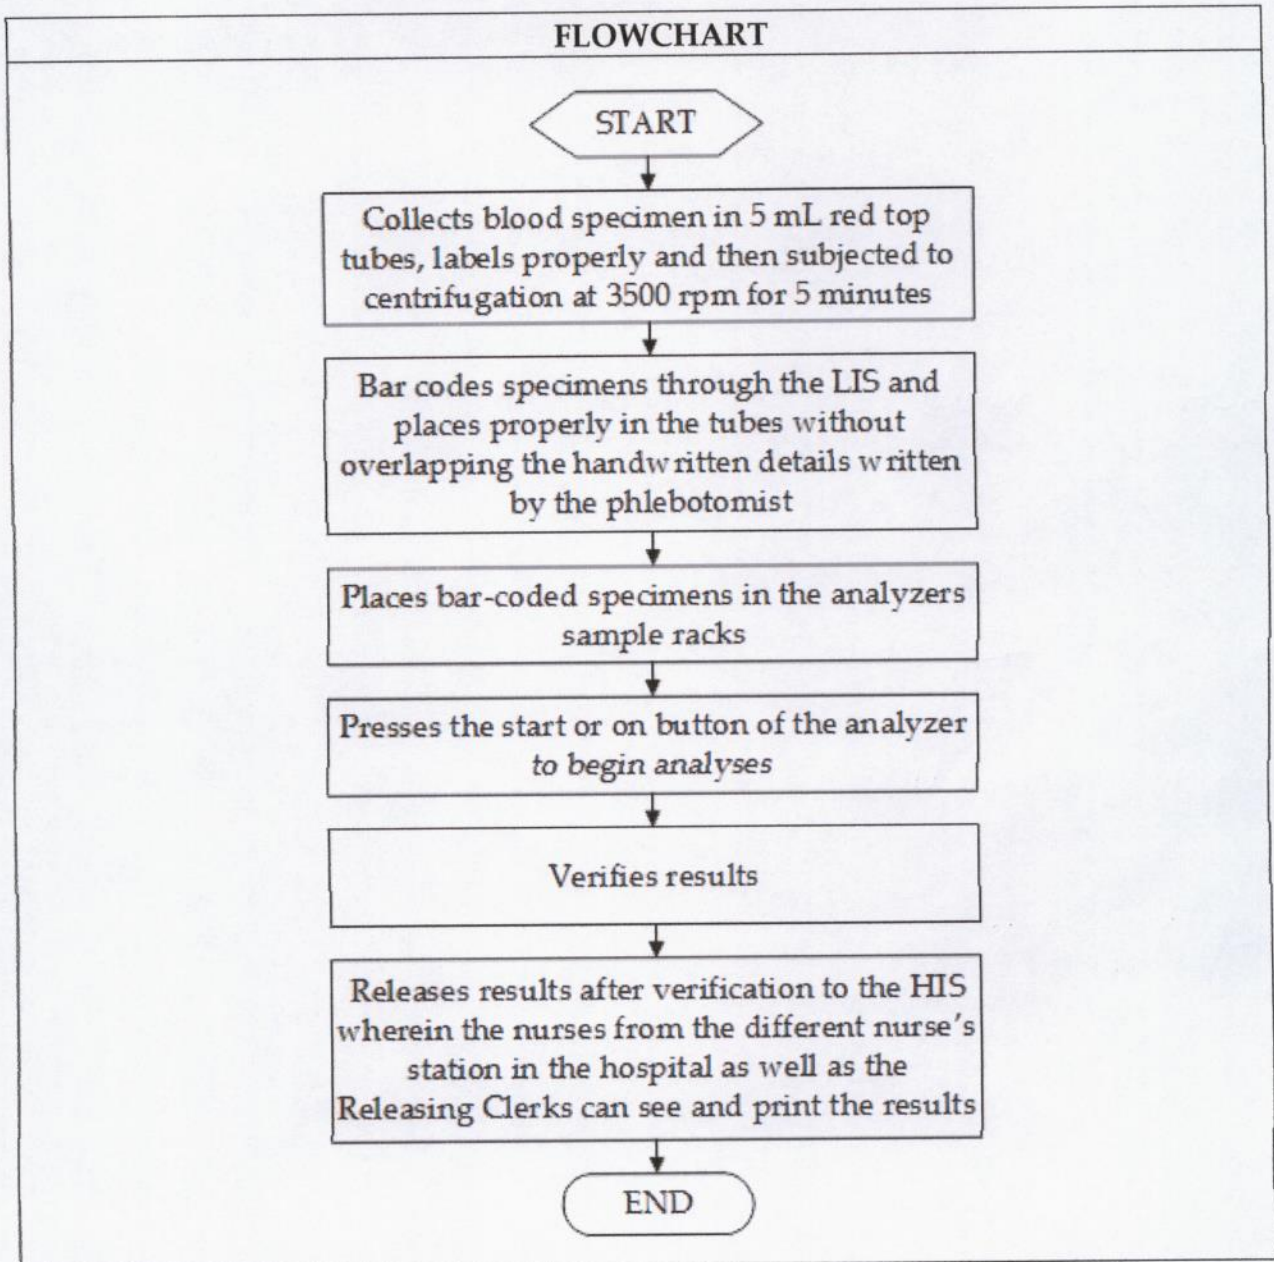 FLOWCHART
START
Collects blood specimen in 5 mL red top
tubes, labels properly and then subjected to
centrifugation at 3500 rpm for 5 minutes
Bar codes specimens through the LIS and
places properly in the tubes without
overlapping the handwritten details written
by the phlebotomist
Places bar-coded specimens in the analyzers
sample racks
Presses the start or on button of the analyzer
to begin analyses
Verifies results
Releases results after verification to the HIS
wherein the nurses from the different nurse's
station in the hospital as well as the
Releasing Clerks can see and print the results
END